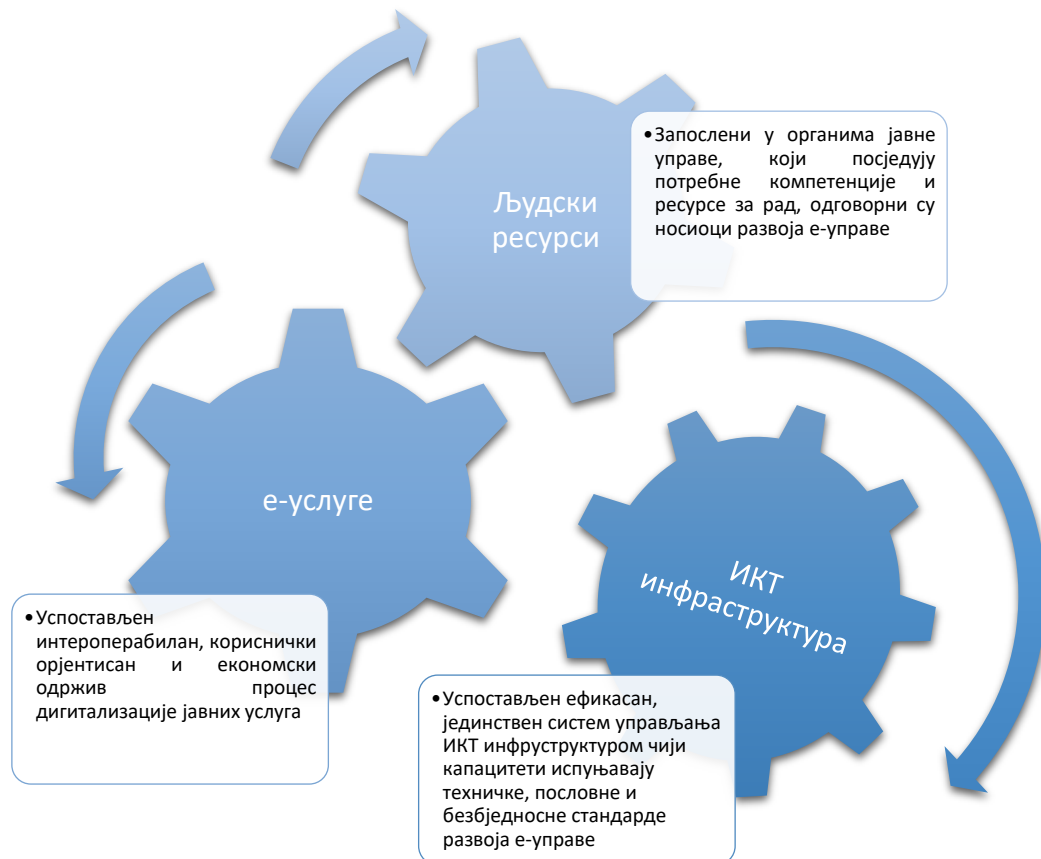 Људски
ресурси
•Запослени у органима јавне
управе, који посједују
потребне компетенције и
ресурсе за рад, одговорни су
носиоци развоја е-управе
е-услуге
•Успостављен
интероперабилан, кориснички
орјентисан и економски
одржив процес
дигитализације јавних услуга
ИКТ
инфраструктура
•Успостављен ефикасан,
јединствен систем управљања
ИКТ инфруструктуром чији
капацитети испуњавају
техничке, пословне и
безбједносне стандарде
развоја е-управе